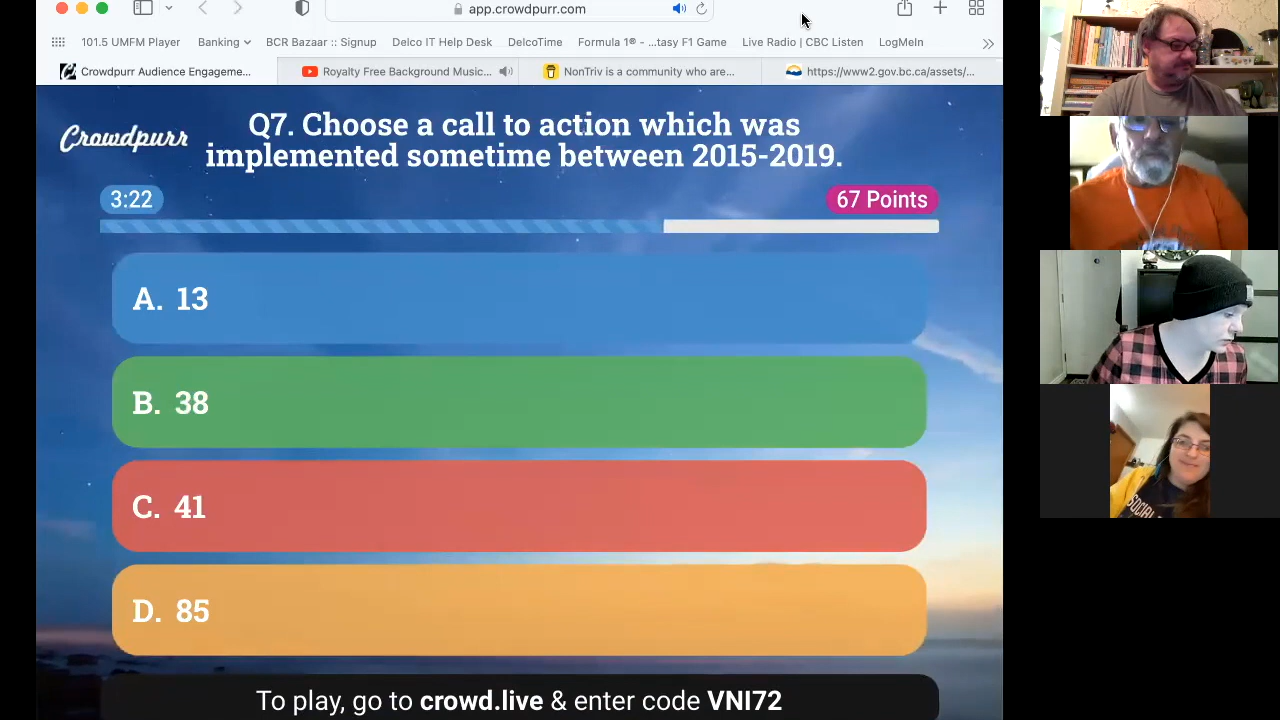 app.crowdpurr.com
101.5 UMFM Player
Banking
BCR Bazaar :: Signup
Delco IT Help Desk
DelcoTime
Formula 1® - ...tasy F1 Game
Live Radio | CBC Listen
LogMeIn
Crowdpurr Audience Engageme...
Royalty Free Background Music...
NonTriv is a community who are...
https://www2.gov.bc.ca/assets/...
Crowdpurr
Q7. Choose a call to action which was
implemented sometime between 2015-2019.
3:22
67 Points
A. 13
B. 38
C. 41
D. 85
To play, go to crowd.live & enter code VNI72
SOCIAL